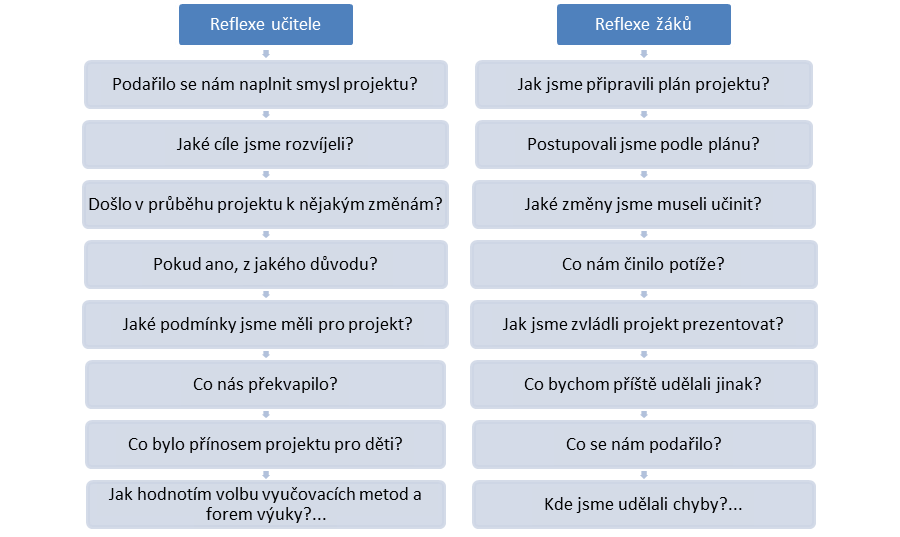 Reflexe učitele
Podařilo se nám naplnit smysl projektu?
Jaké cíle jsme rozvíjeli?
Došlo v průběhu projektu k nějakým změnám?
Pokud ano, z jakého důvodu?
Jaké podmínky jsme měli pro projekt?
Co nás překvapilo?
Co bylo přínosem projektu pro děti?
Jak hodnotím volbu vyučovacích metod a
forem výuky?...
Reflexe žáků
Jak jsme připravili plán projektu?
Postupovali jsme podle plánu?
Jaké změny jsme museli učinit?
Co nám činilo potíže?
Jak jsme zvládli projekt prezentovat?
Co bychom příště udělali jinak?
Co se nám podařilo?
Kde jsme udělali chyby?...